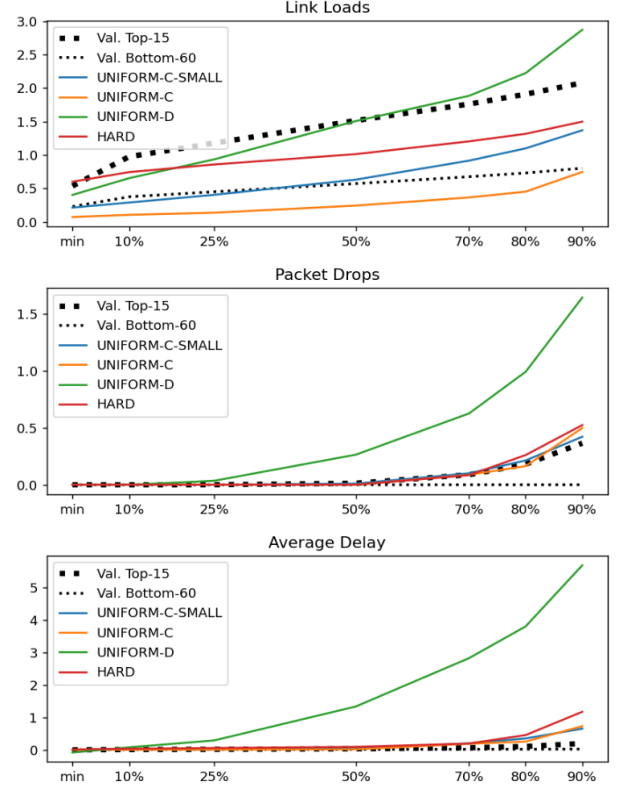 Link Loads
3.0
2.5
2.0
1.5
1.0
0.5
0.0
Val. Top-15
Val. Bottom-60
UNIFORM-C-SMALL
UNIFORM-C
UNIFORM-D
HARD
min 10% 25% 50% 70% 80% 90%
Packet Drops
1.5
1.0
0.5
0.0
Val. Top-15
Val. Bottom-60
UNIFORM-C-SMALL
UNIFORM-C
UNIFORM-D
HARD
min 10% 25% 50% 70% 80% 90%
Average Delay
5
4
3
2
1
0
Val. Top-15
Val. Bottom-60
UNIFORM-C-SMALL
UNIFORM-C
UNIFORM-D
HARD
min 10% 25% 50% 70% 80% 90%